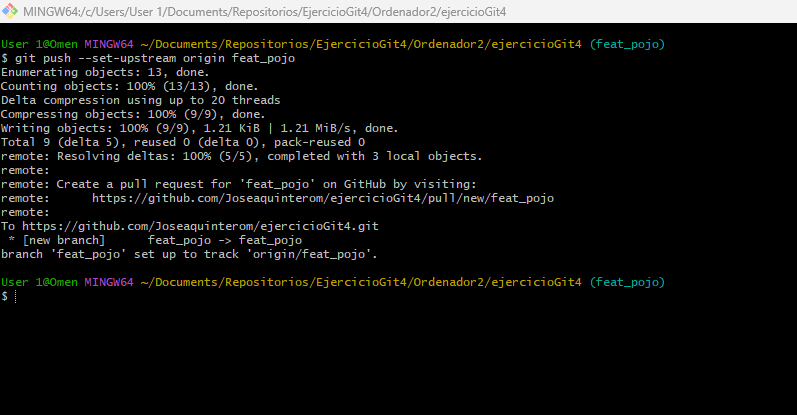 MINGW64:/c/Users/User 1/Documents/Repositorios/EjercicioGit4/Ordenador2/ejercicioGit4
User 1@Omen MINGW64 ~/Documents/Repositorios/EjercicioGit4/Ordenador2/ejercicioGit4 (feat_pojo)
$ git push --set-upstream origin feat_pojo
Enumerating objects: 13, done.
Counting objects: 100% (13/13), done.
Delta compression using up to 20 threads
Compressing objects: 100% (9/9), done.
Writing objects: 100% (9/9), 1.21 KiB | 1.21 MiB/s, done.
Total 9 (delta 5), reused 0 (delta 0), pack-reused 0
remote: Resolving deltas: 100% (5/5), completed with 3 local objects.
remote:
remote: Create a pull request for 'feat_pojo' on GitHub by visiting:
remote:      https://github.com/Joseaquinterom/ejercicioGit4/pull/new/feat_pojo
remote:
To https://github.com/Joseaquinterom/ejercicioGit4.git
 * [new branch]      feat_pojo -> feat_pojo
branch 'feat_pojo' set up to track 'origin/feat_pojo'.
User 1@Omen MINGW64 ~/Documents/Repositorios/EjercicioGit4/Ordenador2/ejercicioGit4 (feat_pojo)
$